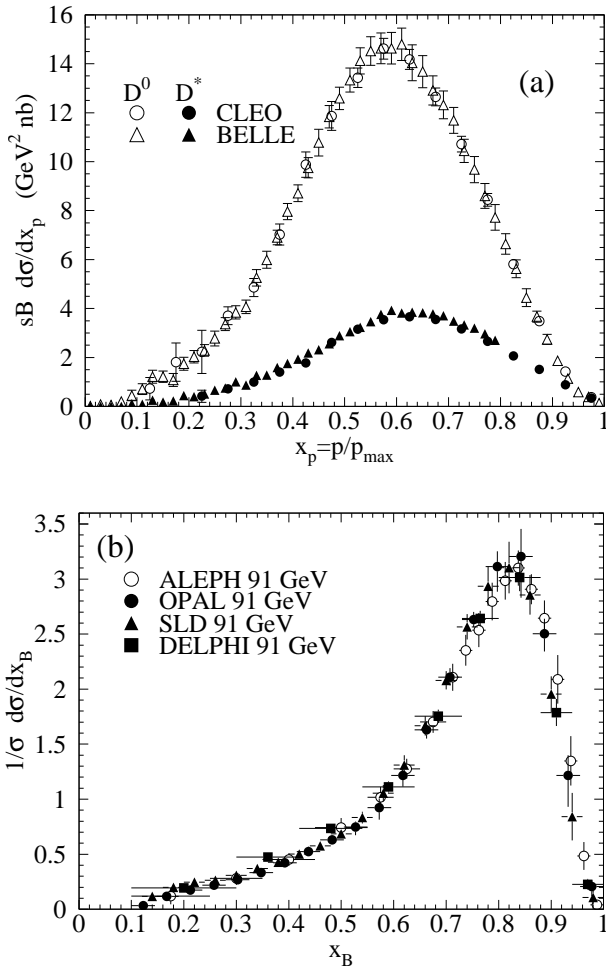 16
14
12
10
8
6
4
2
0
sB dσ/dx_p (GeV² nb)
(a)
D⁰ D*
CLEO
BELLE
0 0.1 0.2 0.3 0.4 0.5 0.6 0.7 0.8 0.9 1
x_p=p/p_max
3.5
3
2.5
2
1.5
1
0.5
0
1/σ dσ/dx_B
(b)
ALEPH 91 GeV
OPAL 91 GeV
SLD 91 GeV
DELPHI 91 GeV
0 0.1 0.2 0.3 0.4 0.5 0.6 0.7 0.8 0.9 1
x_B